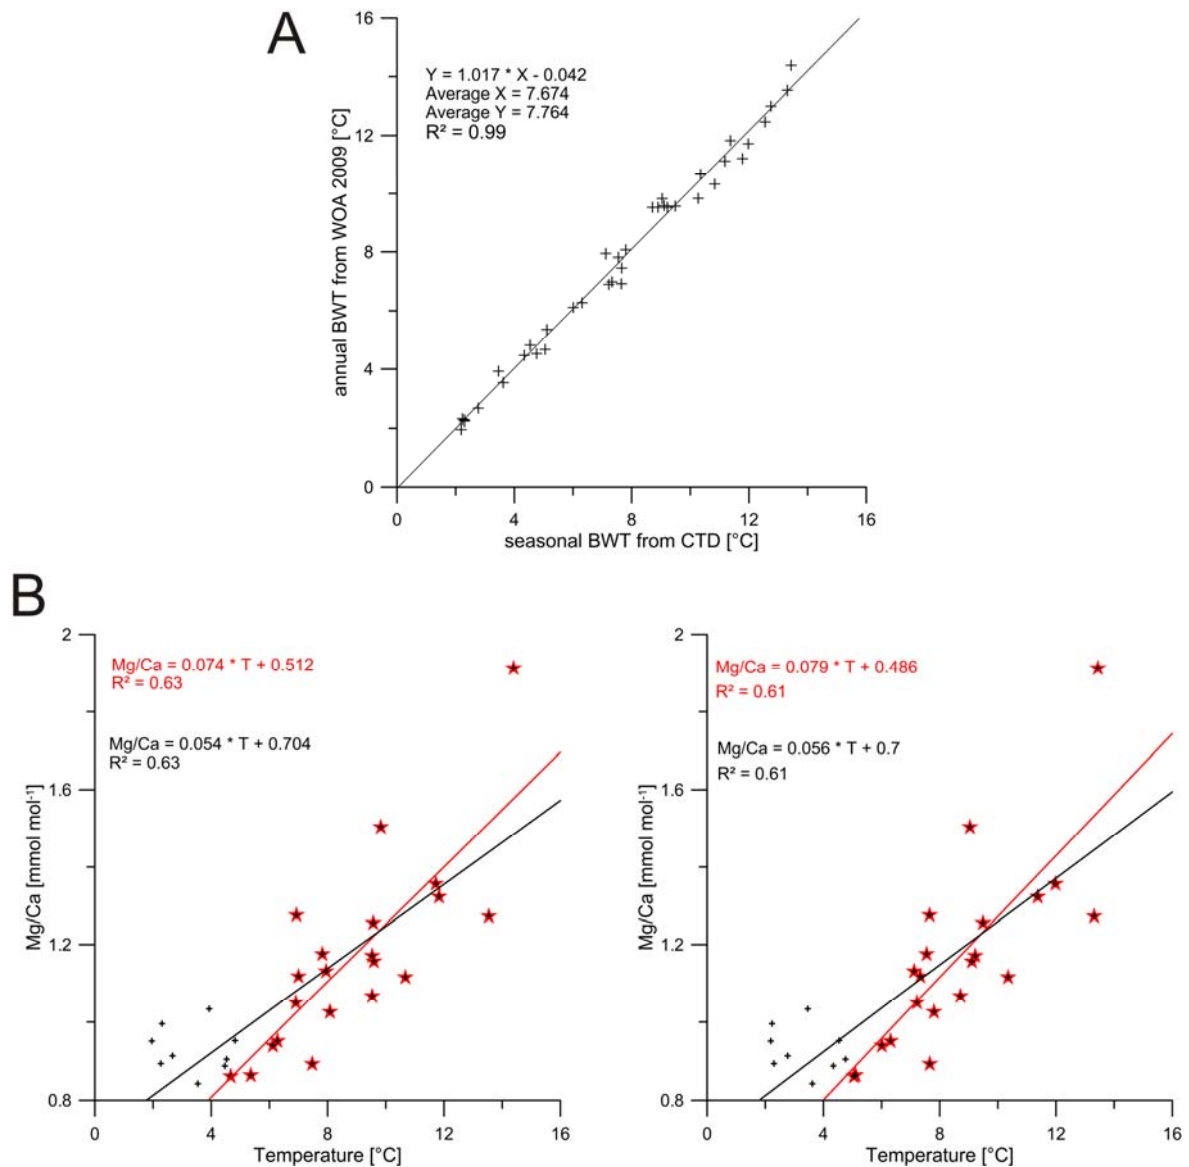 A
16
Y = 1.017 * X - 0.042
Average X = 7.674
Average Y = 7.764
R² = 0.99
12
8
4
0
annual BWT from WOA 2009 [°C]
0 4 8 12 16
seasonal BWT from CTD [°C]
B
2
Mg/Ca = 0.074 * T + 0.512
R² = 0.63
Mg/Ca = 0.054 * T + 0.704
R² = 0.63
1.6
1.2
0.8
Mg/Ca [mmol mol⁻¹]
0 4 8 12 16
Temperature [°C]
2
Mg/Ca = 0.079 * T + 0.486
R² = 0.61
Mg/Ca = 0.056 * T + 0.7
R² = 0.61
1.6
1.2
0.8
Mg/Ca [mmol mol⁻¹]
0 4 8 12 16
Temperature [°C]